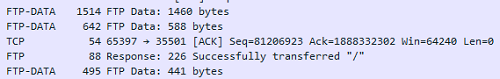 FTP-DATA 1514 FTP Data: 1460 bytes
FTP-DATA 642 FTP Data: 588 bytes
TCP 54 65397 → 35501 [ACK] Seq=81206923 Ack=1888332302 Win=64240 Len=0
FTP 88 Response: 226 Successfully transferred "/"
FTP-DATA 495 FTP Data: 441 bytes